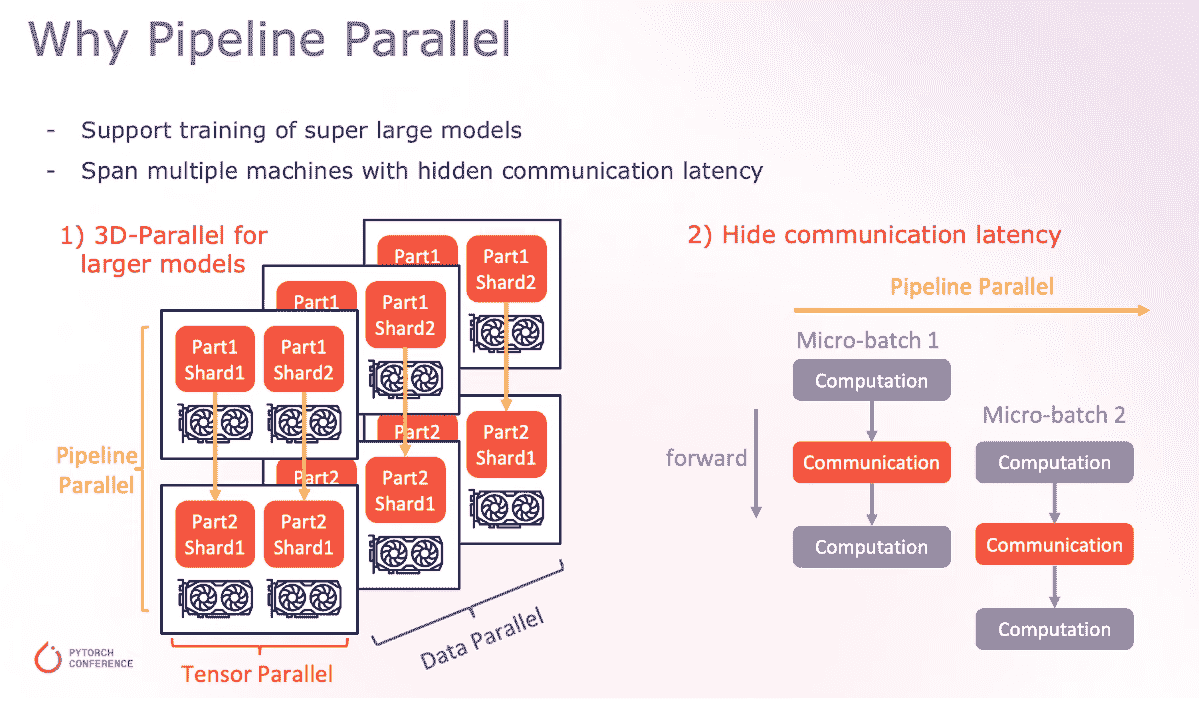 Why Pipeline Parallel
- Support training of super large models
- Span multiple machines with hidden communication latency
1) 3D-Parallel for
larger models
Part1
Part1
Shard2
Part1
Part1
Shard2
Part1
Shard1
Part1
Shard2
Pipeline
Parallel
Part2
Part2
Shard1
Part2
Part2
Shard1
Part2
Shard1
Part2
Shard1
Tensor Parallel
Data Parallel
2) Hide communication latency
Pipeline Parallel
Micro-batch 1
Computation
Communication
Computation
Micro-batch 2
Computation
Communication
Computation
forward
PYTORCH
CONFERENCE